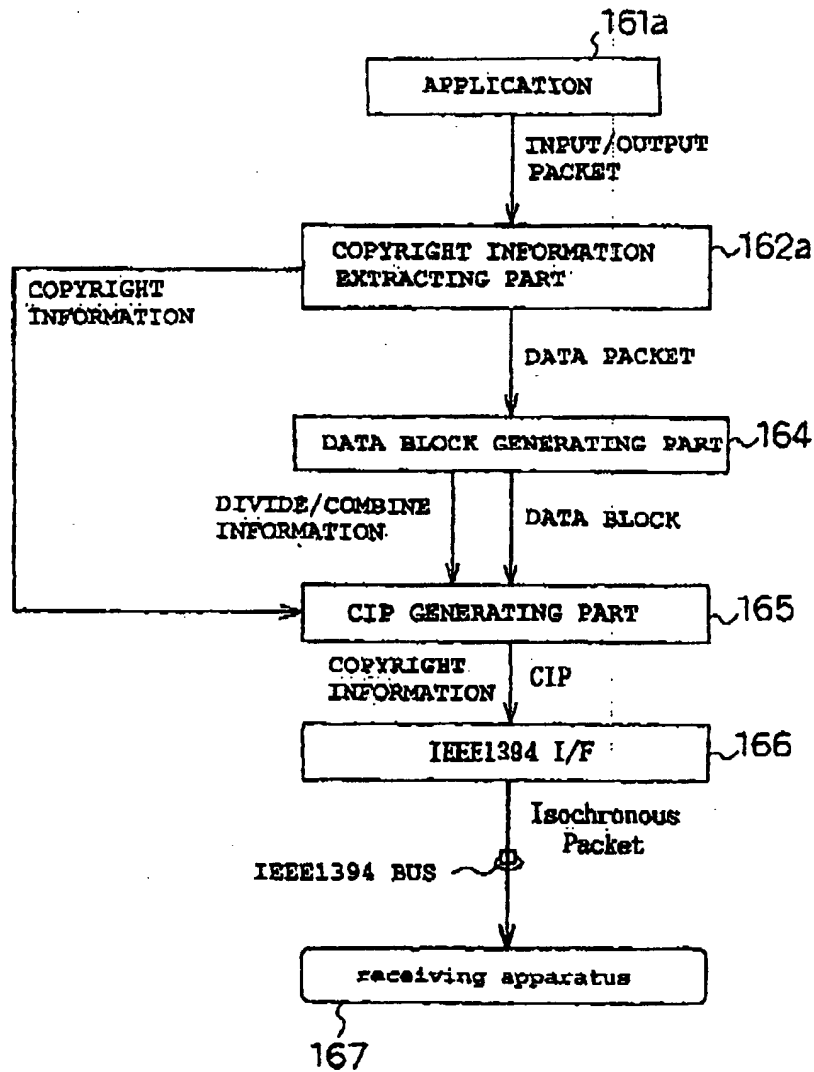 161a
APPLICATION
INPUT/OUTPUT
PACKET
COPYRIGHT INFORMATION
EXTRACTING PART
162a
COPYRIGHT
INFORMATION
DATA PACKET
DATA BLOCK GENERATING PART
164
DIVIDE/COMBINE
INFORMATION
DATA BLOCK
CIP GENERATING PART
165
COPYRIGHT
INFORMATION
CIP
IEEE1394 I/F
166
Isochronous
Packet
IEEE1394 BUS
receiving apparatus
167